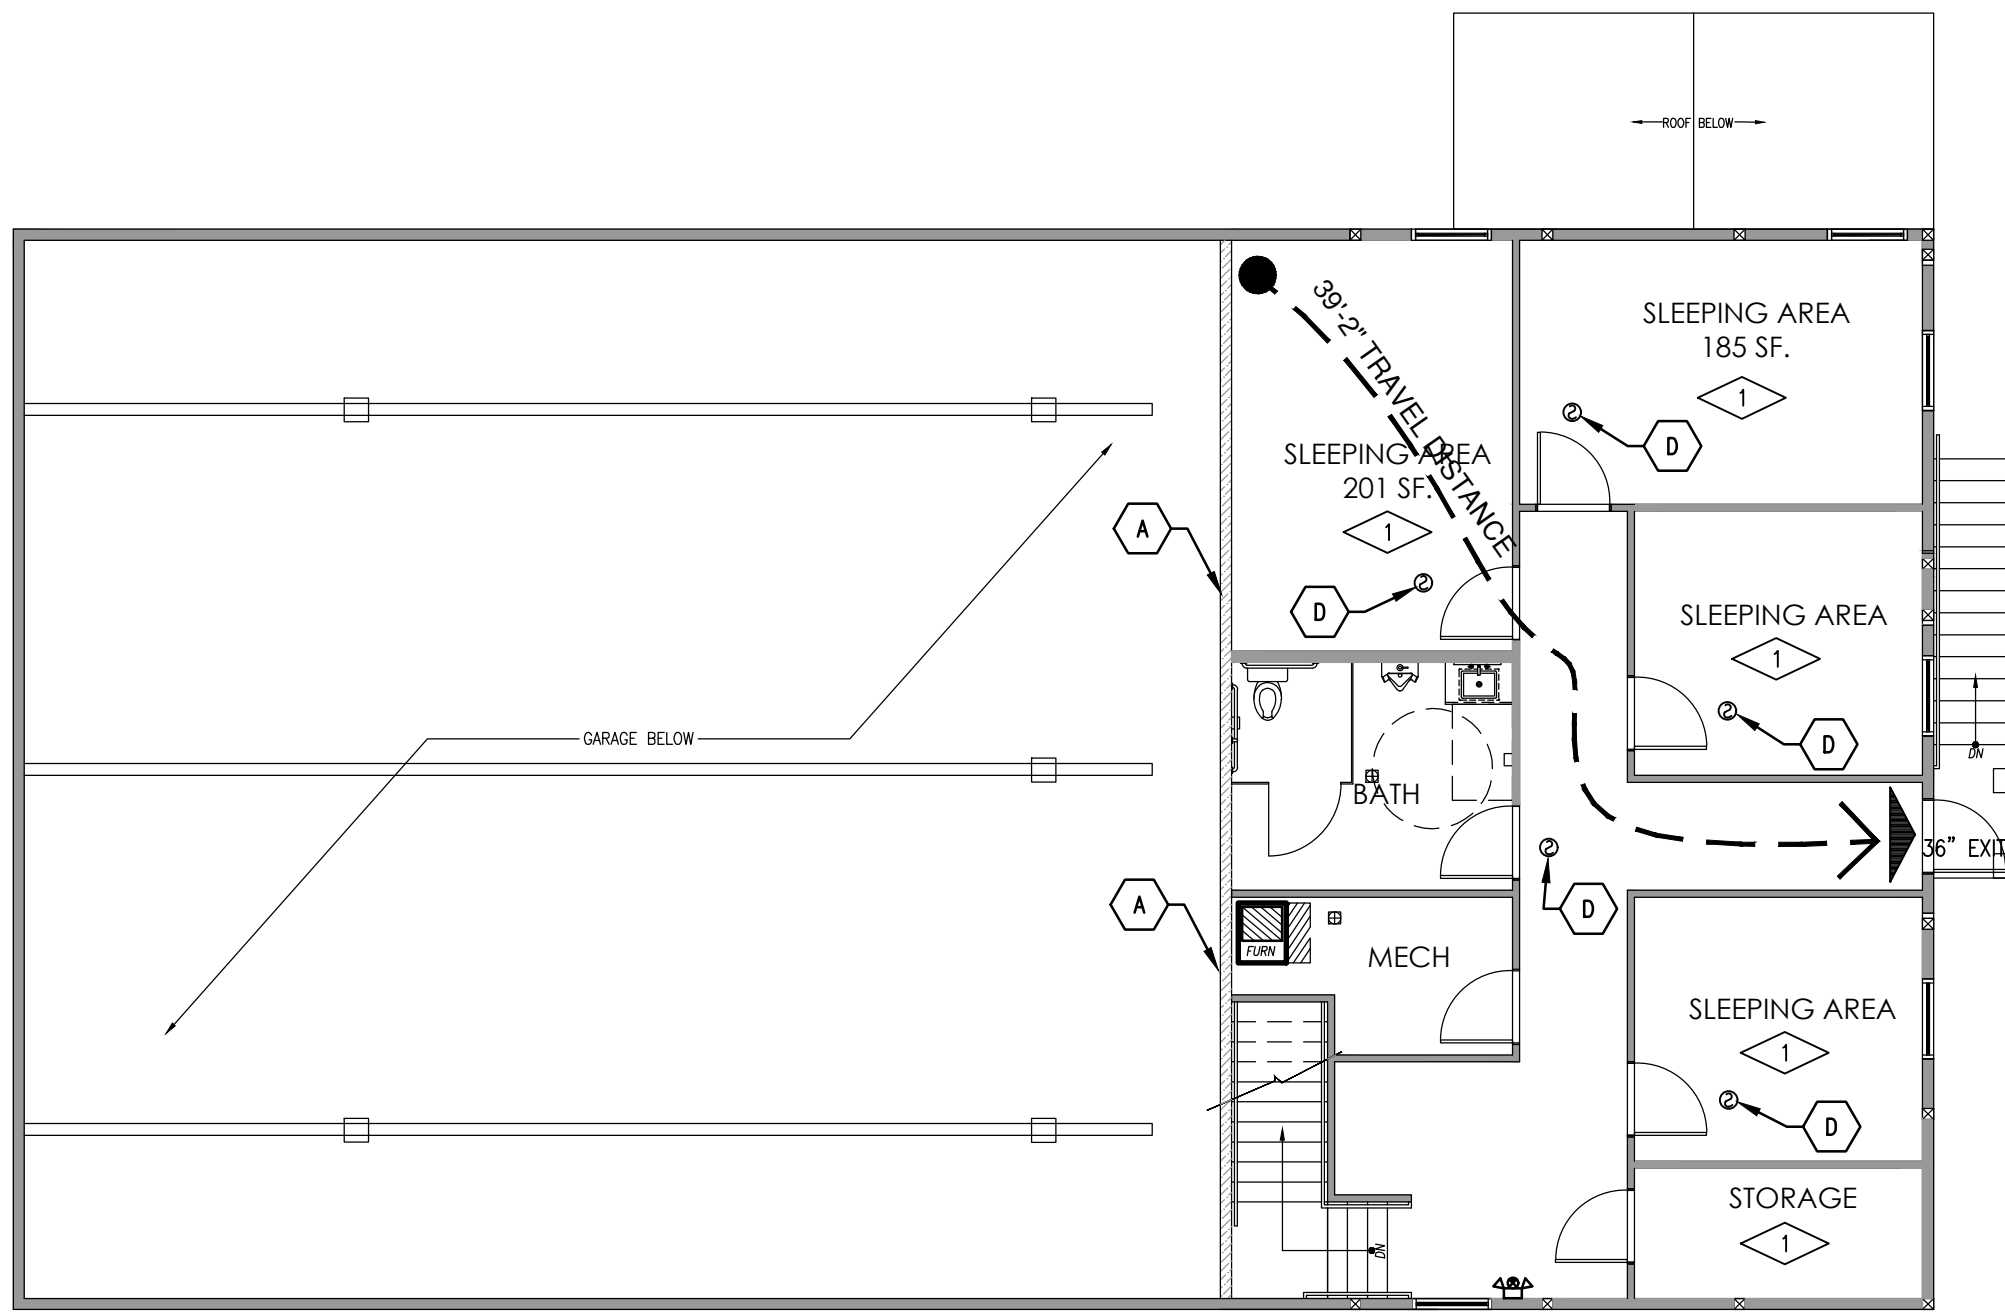 ROOF BELOW
39'-2" TRAVEL DISTANCE
SLEEPING AREA
185 SF.
1
D
SLEEPING AREA
201 SF.
1
A
D
SLEEPING AREA
1
D
DN
GARAGE BELOW
BATH
36" EXIT
A
D
FURN
MECH
SLEEPING AREA
1
D
STORAGE
1
DN